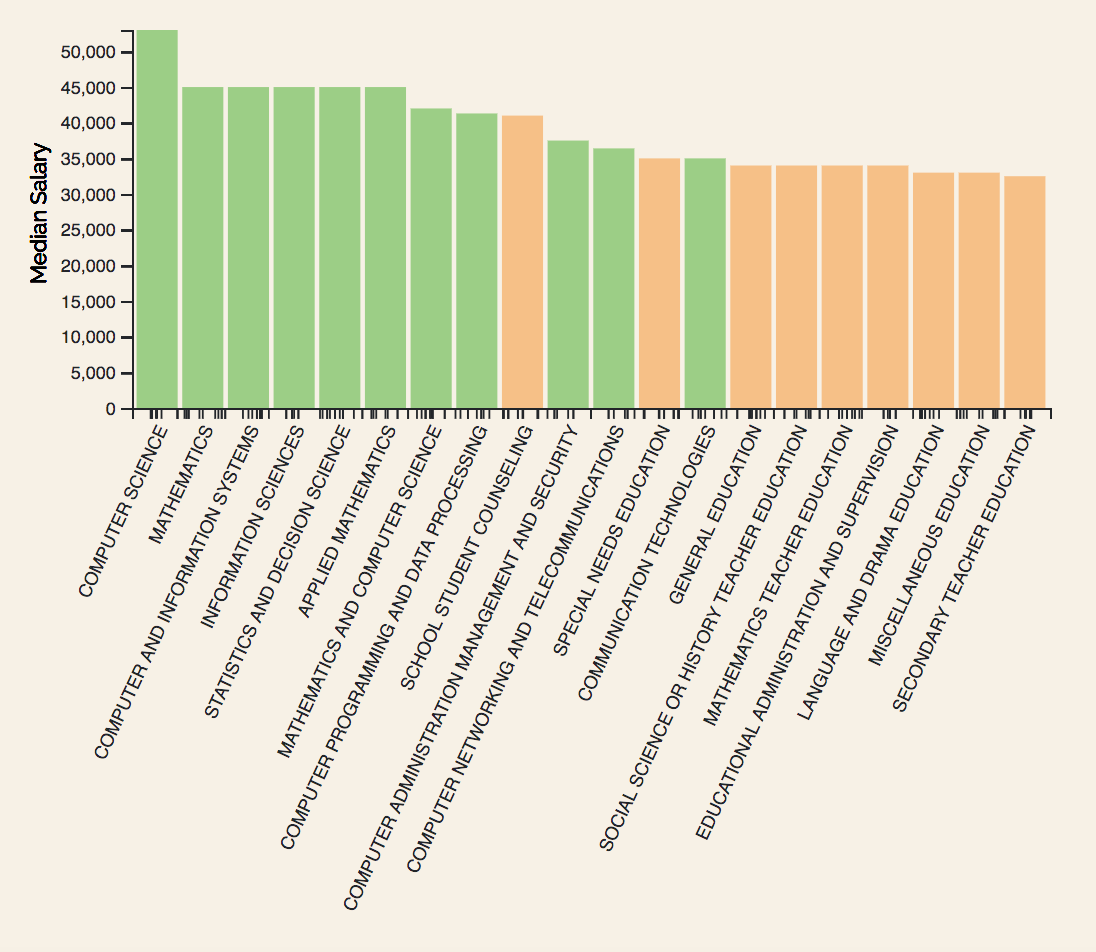 Median Salary
50,000
45,000
40,000
35,000
30,000
25,000
20,000
15,000
10,000
5,000
0
COMPUTER SCIENCE
MATHEMATICS
COMPUTER AND INFORMATION SYSTEMS
INFORMATION SCIENCES
STATISTICS AND DECISION SCIENCE
APPLIED MATHEMATICS
MATHEMATICS AND COMPUTER SCIENCE
COMPUTER PROGRAMMING AND DATA PROCESSING
SCHOOL STUDENT COUNSELING
COMPUTER ADMINISTRATION MANAGEMENT AND SECURITY
COMPUTER NETWORKING AND TELECOMMUNICATIONS
SPECIAL NEEDS EDUCATION
COMMUNICATION TECHNOLOGIES
GENERAL EDUCATION
SOCIAL SCIENCE OR HISTORY TEACHER EDUCATION
MATHEMATICS TEACHER EDUCATION
EDUCATIONAL ADMINISTRATION AND SUPERVISION
LANGUAGE AND DRAMA EDUCATION
MISCELLANEOUS EDUCATION
SECONDARY TEACHER EDUCATION